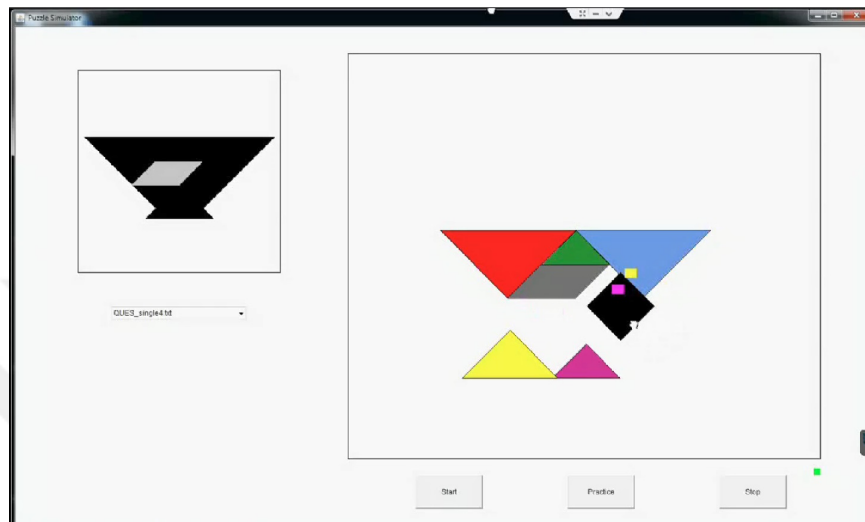 Puzzle Simulator
QUES_single4.txt
Start
Practice
Stop